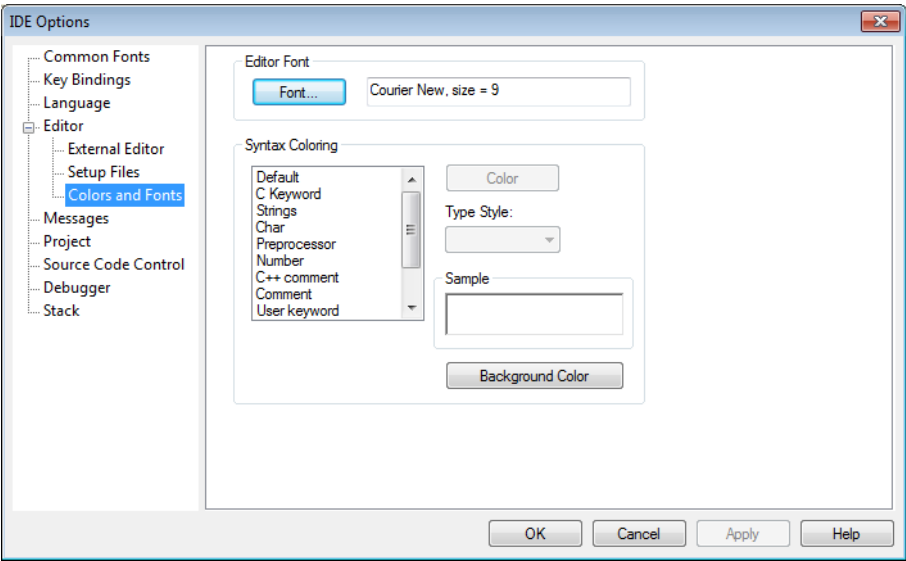 IDE Options
Common Fonts
Key Bindings
Language
Editor
External Editor
Setup Files
Colors and Fonts
Messages
Project
Source Code Control
Debugger
Stack
Editor Font
Font...
Courier New, size = 9
Syntax Coloring
Default
C Keyword
Strings
Char
Preprocessor
Number
C++ comment
Comment
User keyword
Color
Type Style:
Sample
Background Color
OK
Cancel
Apply
Help